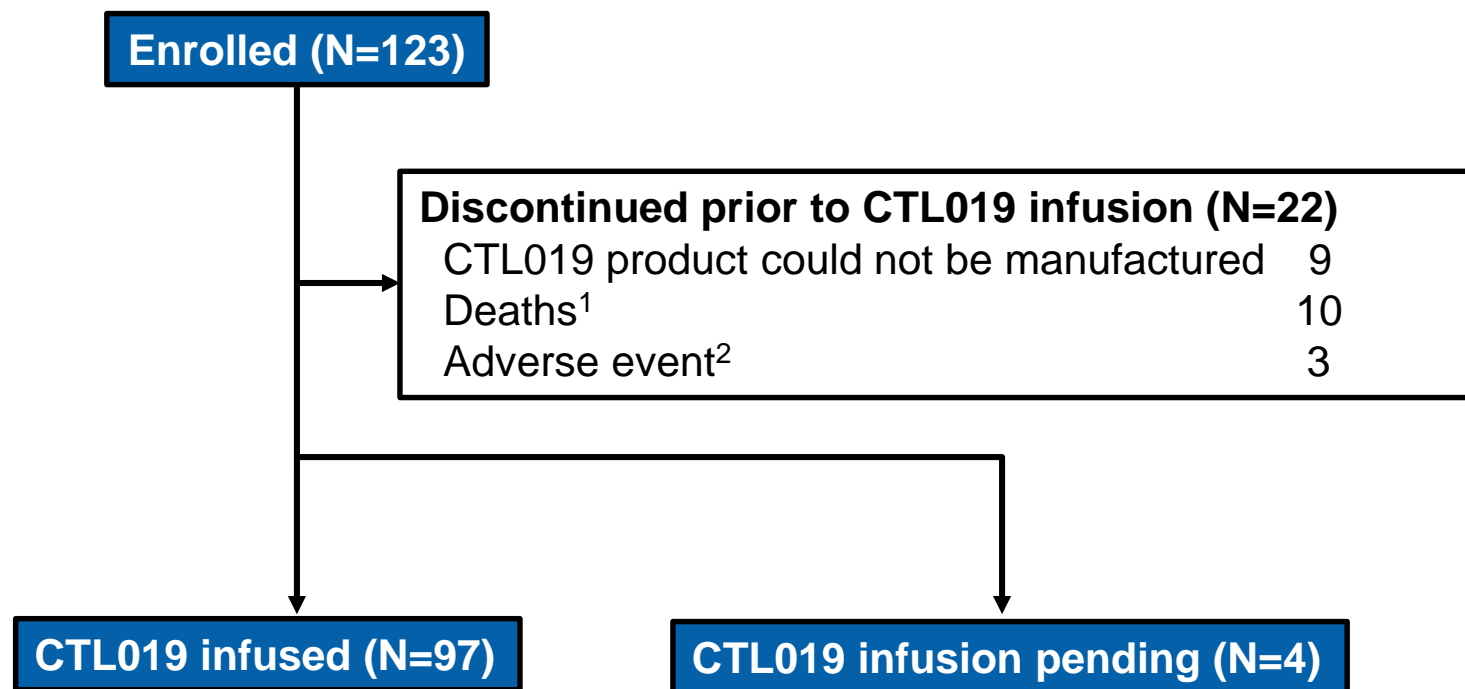 Enrolled (N=123)
Discontinued prior to CTL019 infusion (N=22)
CTL019 product could not be manufactured 9
Deaths¹ 10
Adverse event² 3
CTL019 infused (N=97)
CTL019 infusion pending (N=4)